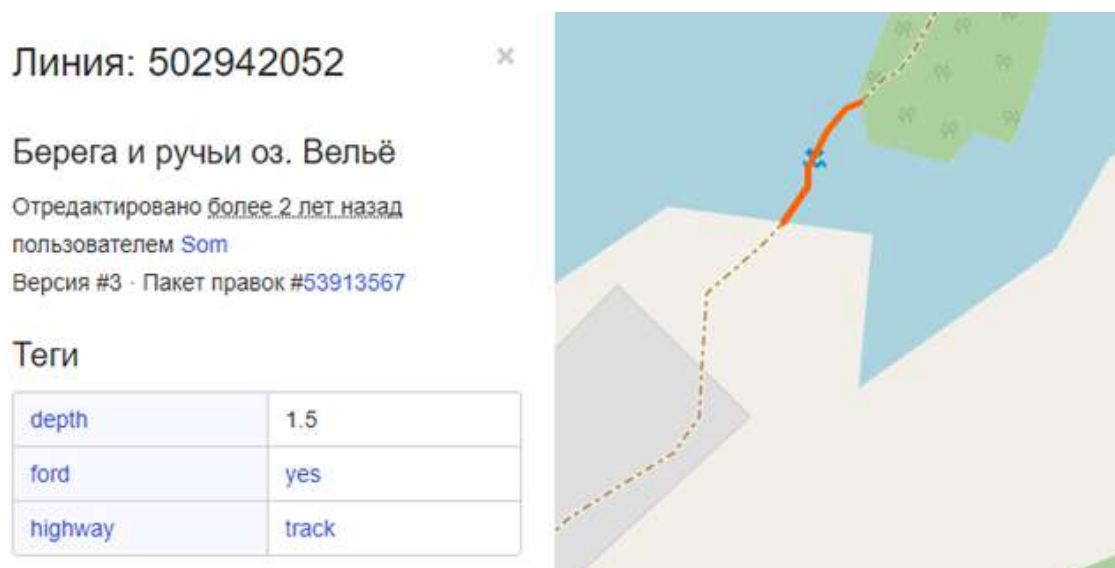 Линия: 502942052 ×
Берега и ручьи оз. Вельё
Отредактировано более 2 лет назад
пользователем Som
Версия #3 · Пакет правок #53913567
Теги
depth 1.5
ford yes
highway track